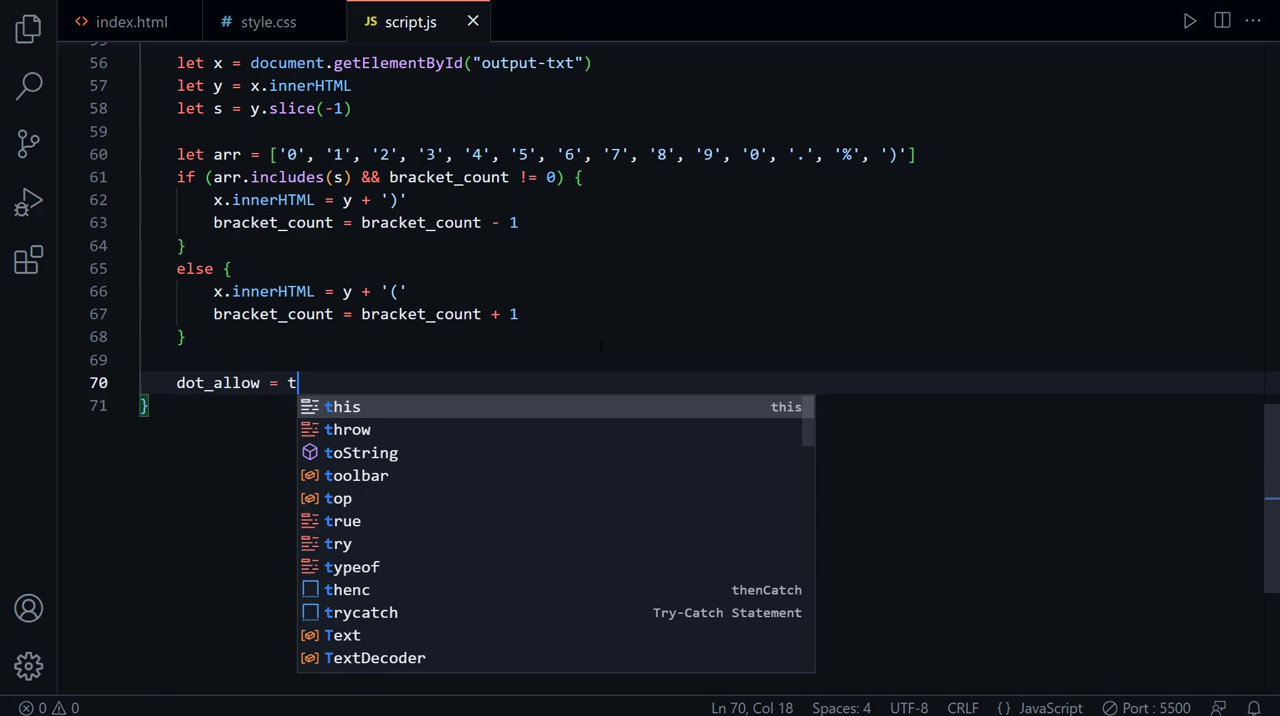 index.html
# style.css
JS script.js
56 let x = document.getElementById("output-txt")
57 let y = x.innerHTML
58 let s = y.slice(-1)
59
60 let arr = ['0', '1', '2', '3', '4', '5', '6', '7', '8', '9', '0', '.', '%', ')']
61 if (arr.includes(s) && bracket_count != 0) {
62 x.innerHTML = y + ')'
63 bracket_count = bracket_count - 1
64 }
65 else {
66 x.innerHTML = y + '('
67 bracket_count = bracket_count + 1
68 }
69
70 dot_allow = t
71 }
this this
throw
toString
toolbar
top
true
try
typeof
thenc thenCatch
trycatch Try-Catch Statement
Text
TextDecoder
0 0 Ln 70, Col 18 Spaces: 4 UTF-8 CRLF {} JavaScript Port : 5500